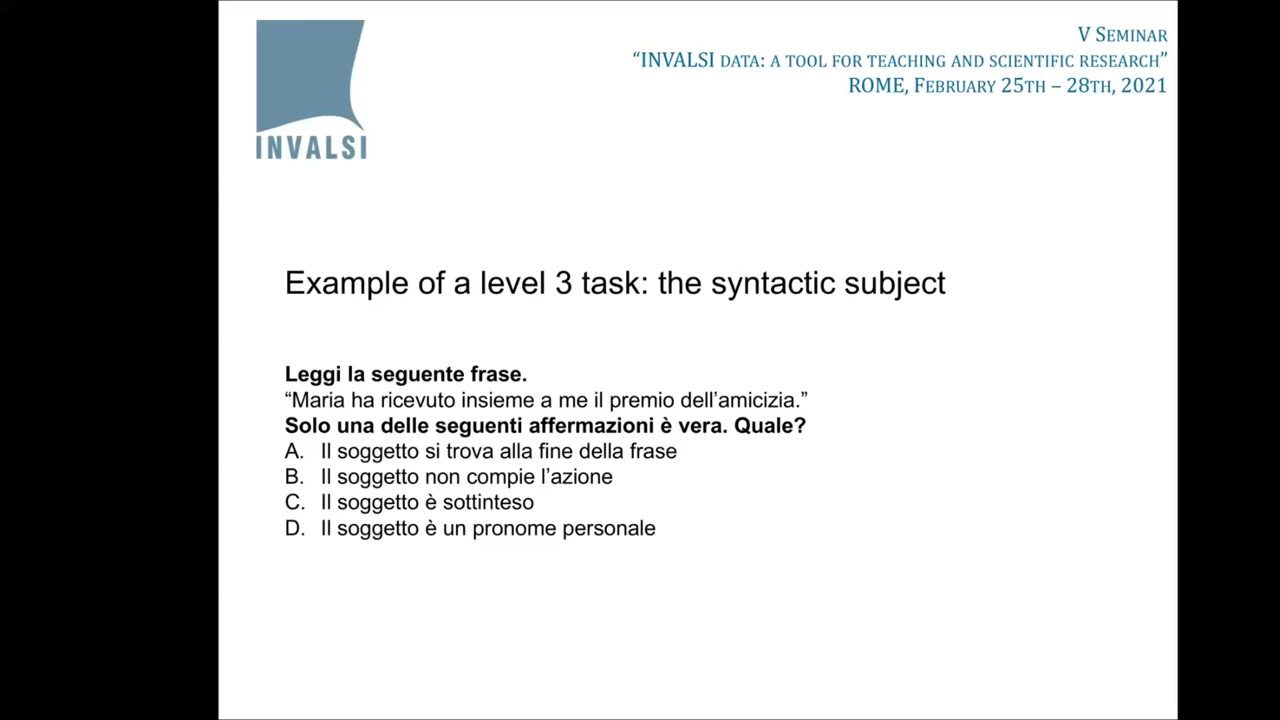 INVALSI
V SEMINAR
“INVALSI DATA: A TOOL FOR TEACHING AND SCIENTIFIC RESEARCH”
ROME, FEBRUARY 25TH – 28TH, 2021
Example of a level 3 task: the syntactic subject
Leggi la seguente frase.
“Maria ha ricevuto insieme a me il premio dell’amicizia.”
Solo una delle seguenti affermazioni è vera. Quale?
A. Il soggetto si trova alla fine della frase
B. Il soggetto non compie l’azione
C. Il soggetto è sottinteso
D. Il soggetto è un pronome personale